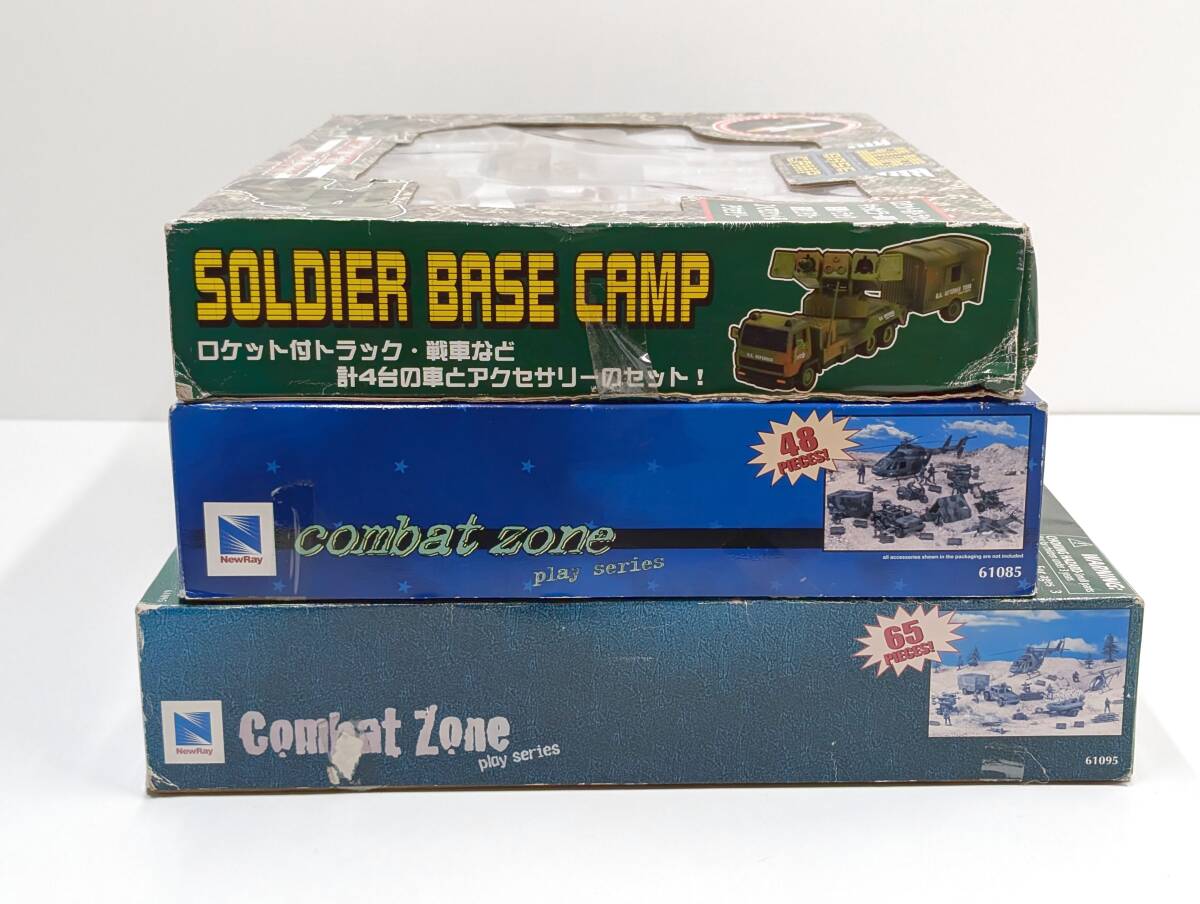 SOLDIER BASE CAMP
ロケット付トラック・戦車など
計4台の車とアクセサリーのセット!
48
PIECES!
NewRay
combat zone
play series
all accessories shown in the packaging are not included
61085
WARNING:
65
PIECES!
NewRay
Combat Zone
play series
61095